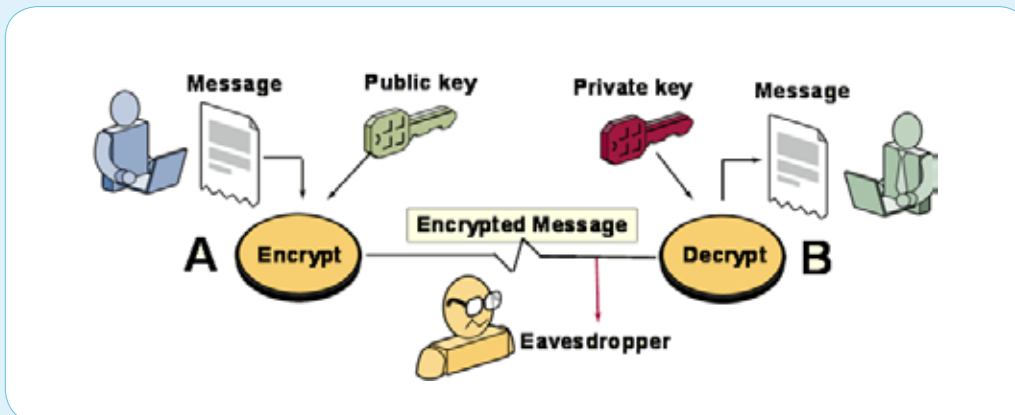 Message
Public key
Private key
Message
A
Encrypt
Encrypted Message
Decrypt
B
Eavesdropper